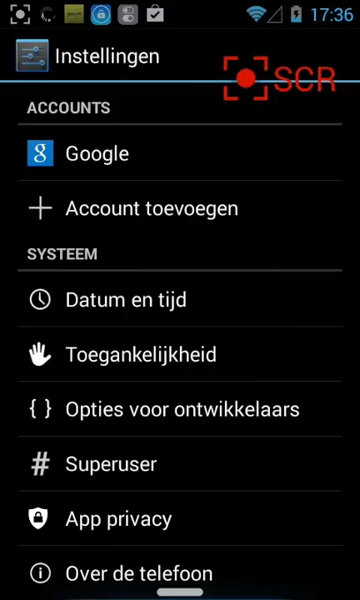 17:36
Instellingen
SCR
ACCOUNTS
Google
Account toevoegen
SYSTEEM
Datum en tijd
Toegankelijkheid
{ } Opties voor ontwikkelaars
# Superuser
App privacy
Over de telefoon